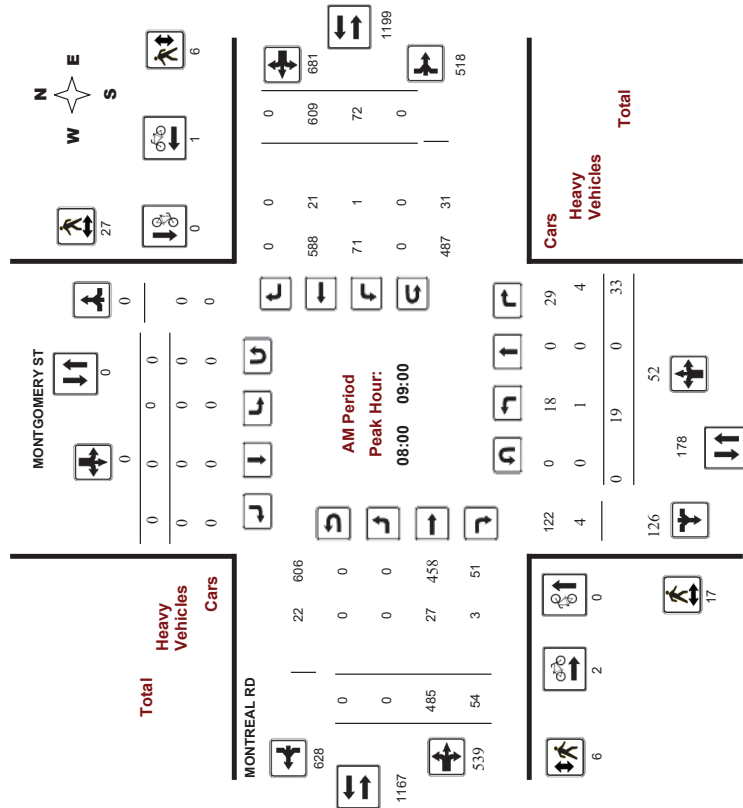 N
W E
S
27
6
0
1
1199
681
518
0 609 72 0
0 21 1 0 31
0 588 71 0 487
MONTGOMERY ST
0
0
0
0 0 0 0
0 0 0 0 0
0 0 0 0 0
Total
Heavy
Vehicles
Cars
AM Period
Peak Hour:
08:00 09:00
MONTREAL RD
22 606
0 0 0
0 0 0
485 27 458
54 3 51
628
1167
539
Cars
Heavy
Vehicles
Total
122 0 18 0 29
4 0 1 0 4
0 19 0 33
126
178
52
6
2
0
17